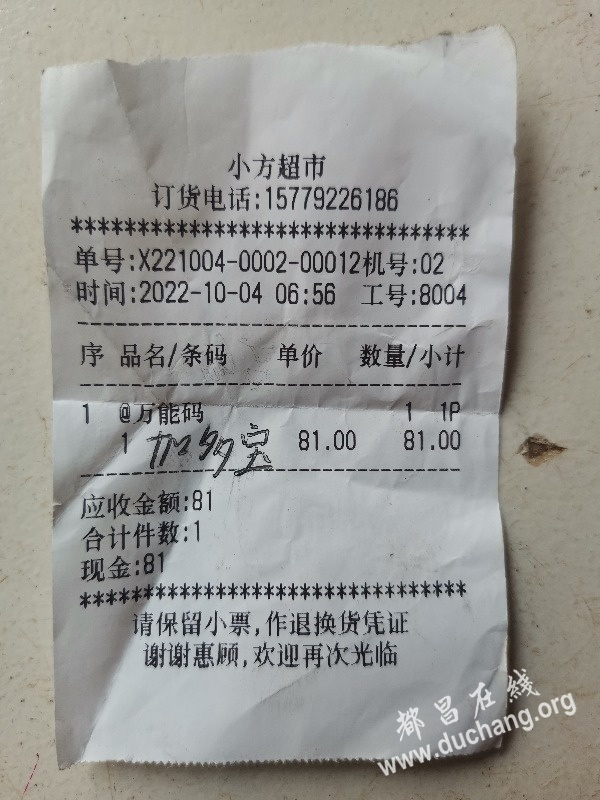 小方超市
订货电话:15779226186
*********************************
单号:X221004-0002-00012机号:02
时间:2022-10-04 06:56 工号:8004
--------------------------------
序 品名/条码 单价 数量/小计
--------------------------------
1 @万能码 1 1P
1 加多宝 81.00 81.00
--------------------------------
应收金额:81
合计件数:1
现金:81
*********************************
请保留小票,作退换货凭证
谢谢惠顾,欢迎再次光临
都昌在線
www.duchang.org